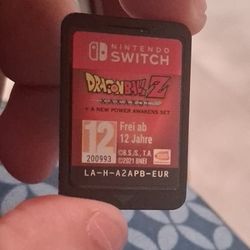 NINTENDO
SWITCH
DRAGON BALL Z
KAKAROT
+ A NEW POWER AWAKENS SET
12
200993
Frei ab
12 Jahre
©B.S./S., T.A.
©2021 BNEI
LA-H-A2APB-EUR